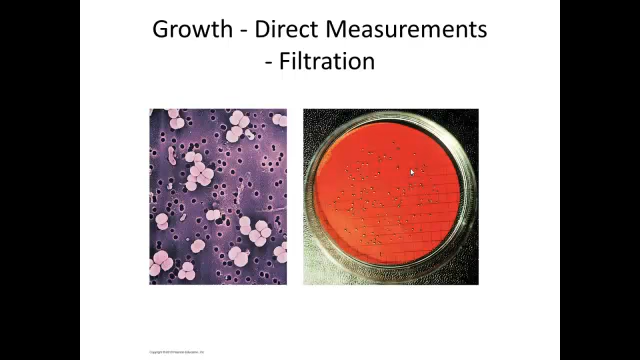 Growth - Direct Measurements
- Filtration